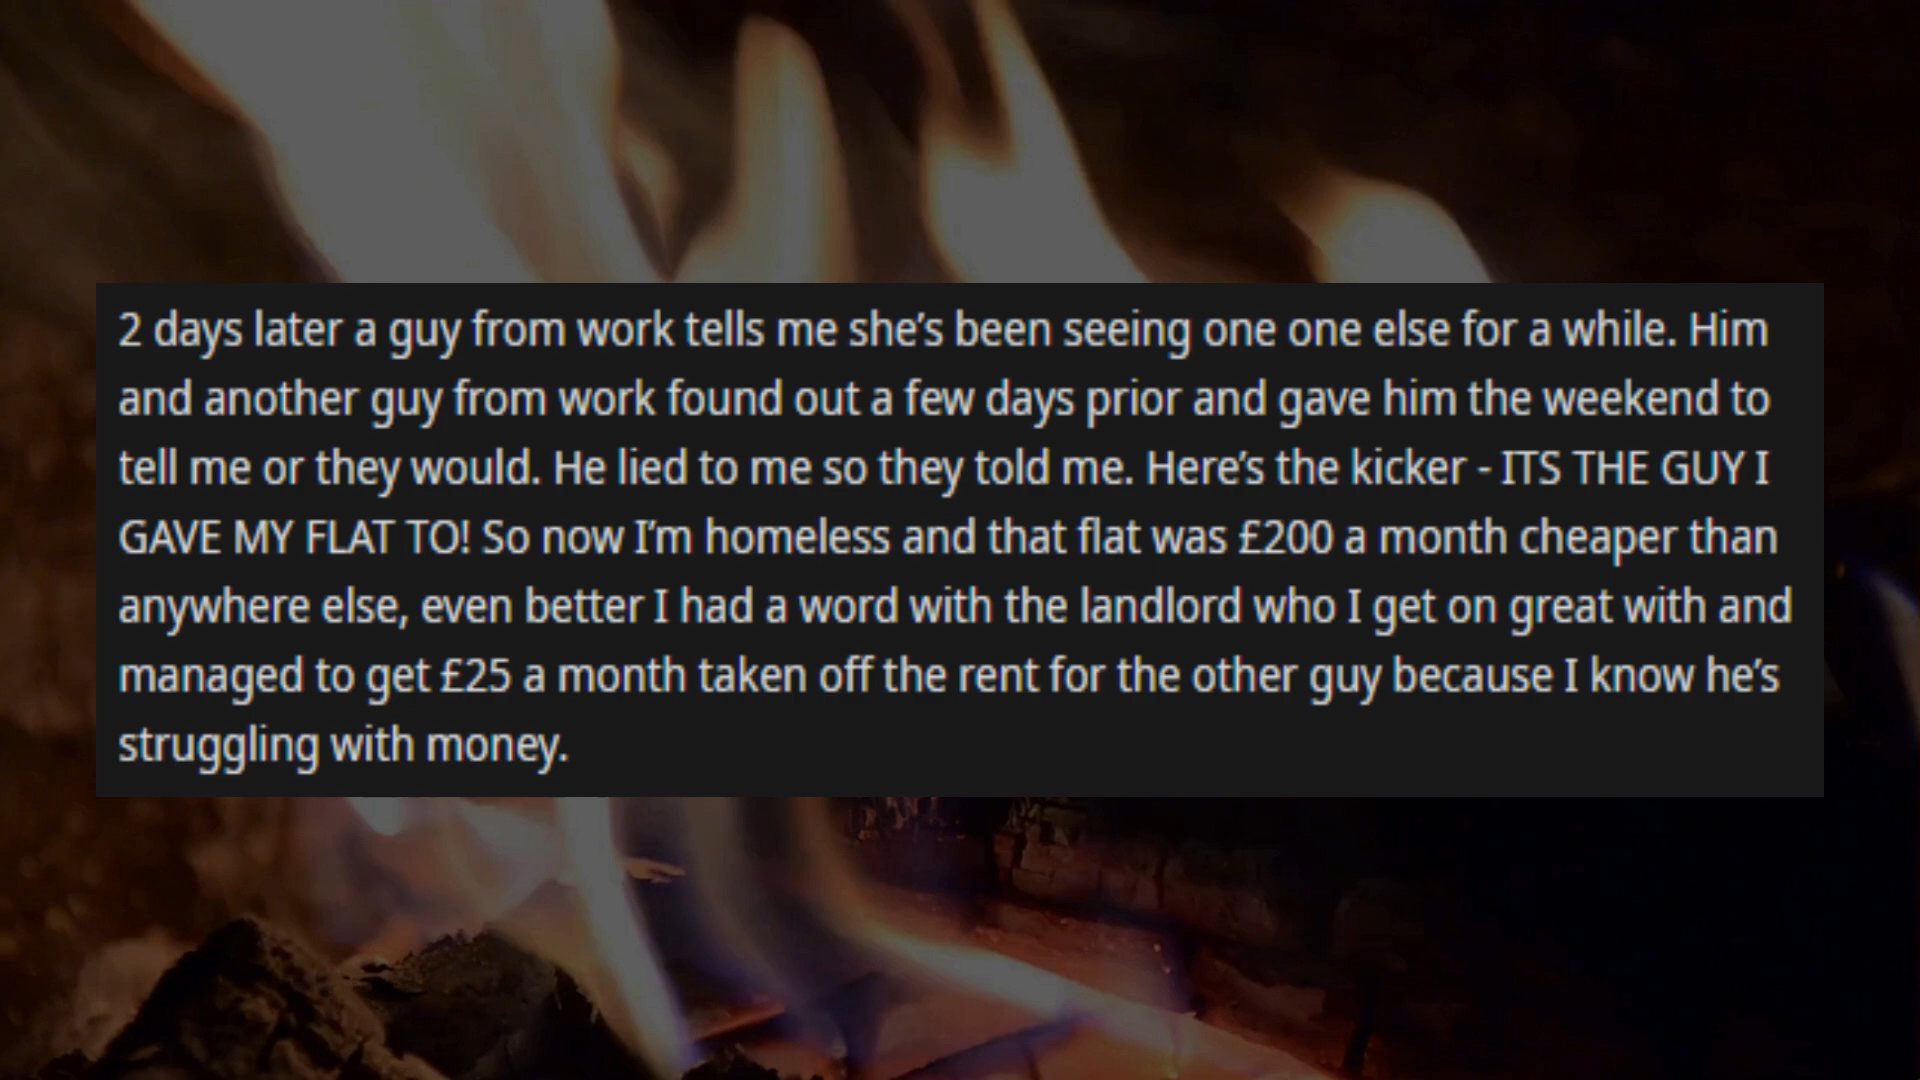 2 days later a guy from work tells me she’s been seeing one one else for a while. Him
and another guy from work found out a few days prior and gave him the weekend to
tell me or they would. He lied to me so they told me. Here’s the kicker - ITS THE GUY I
GAVE MY FLAT TO! So now I’m homeless and that flat was £200 a month cheaper than
anywhere else, even better I had a word with the landlord who I get on great with and
managed to get £25 a month taken off the rent for the other guy because I know he’s
struggling with money.